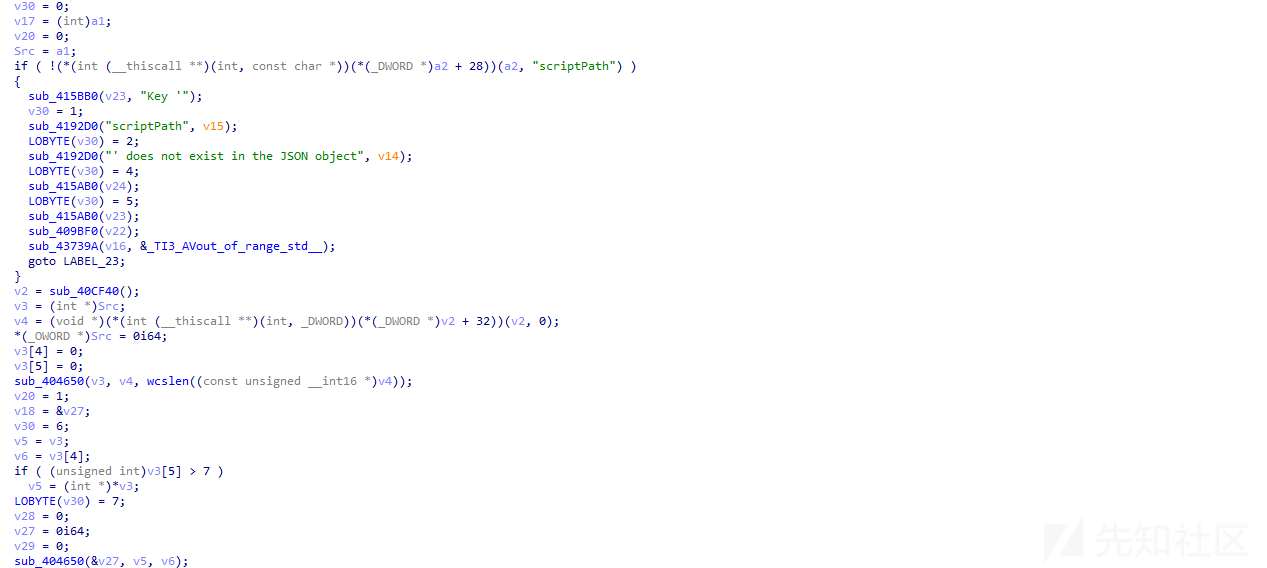 v30 = 0;
v17 = (int)a1;
v20 = 0;
Src = a1;
if ( !(*(int (__thiscall **)(int, const char *))(*(_DWORD *)a2 + 28))(a2, "scriptPath") )
{
  sub_415BB0(v23, "Key '");
  v30 = 1;
  sub_4192D0("scriptPath", v15);
  LOBYTE(v30) = 2;
  sub_4192D0("' does not exist in the JSON object", v14);
  LOBYTE(v30) = 4;
  sub_415AB0(v24);
  LOBYTE(v30) = 5;
  sub_415AB0(v23);
  sub_409BF0(v22);
  sub_43739A(v16, &_TI3_AVout_of_range_std__);
  goto LABEL_23;
}
v2 = sub_40CF40();
v3 = (int *)Src;
v4 = (void *)(*(int (__thiscall **)(int, _DWORD))(*(_DWORD *)v2 + 32))(v2, 0);
*(_OWORD *)Src = 0i64;
v3[4] = 0;
v3[5] = 0;
sub_404650(v3, v4, wcslen((const unsigned __int16 *)v4));
v20 = 1;
v18 = &v27;
v30 = 6;
v5 = v3;
v6 = v3[4];
if ( (unsigned int)v3[5] > 7 )
  v5 = (int *)*v3;
LOBYTE(v30) = 7;
v28 = 0;
v27 = 0i64;
v29 = 0;
sub_404650(&v27, v5, v6);
先知社区